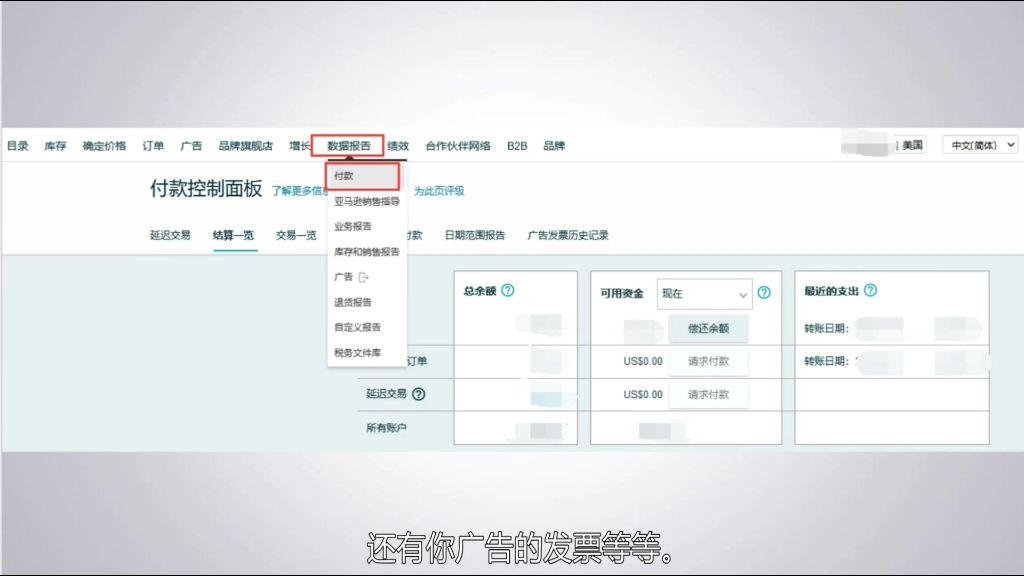 目录 库存 确定价格 订单 广告 品牌旗舰店 增长 数据报告 绩效 合作伙伴网络 B2B 品牌 美国 中文(简体)
付款
付款控制面板 了解更多信 为此页评级
亚马逊销售指导
业务报告
延迟交易 结算一览 交易一览 付款 日期范围报告 广告发票历史记录
库存和销售报告
广告
退货报告
自定义报告
税务文件库
总余额 可用资金 现在 最近的支出
偿还余额 转账日期:
订单 US$0.00 请求付款 转账日期:
延迟交易 US$0.00 请求付款
所有账户
还有你广告的发票等等。